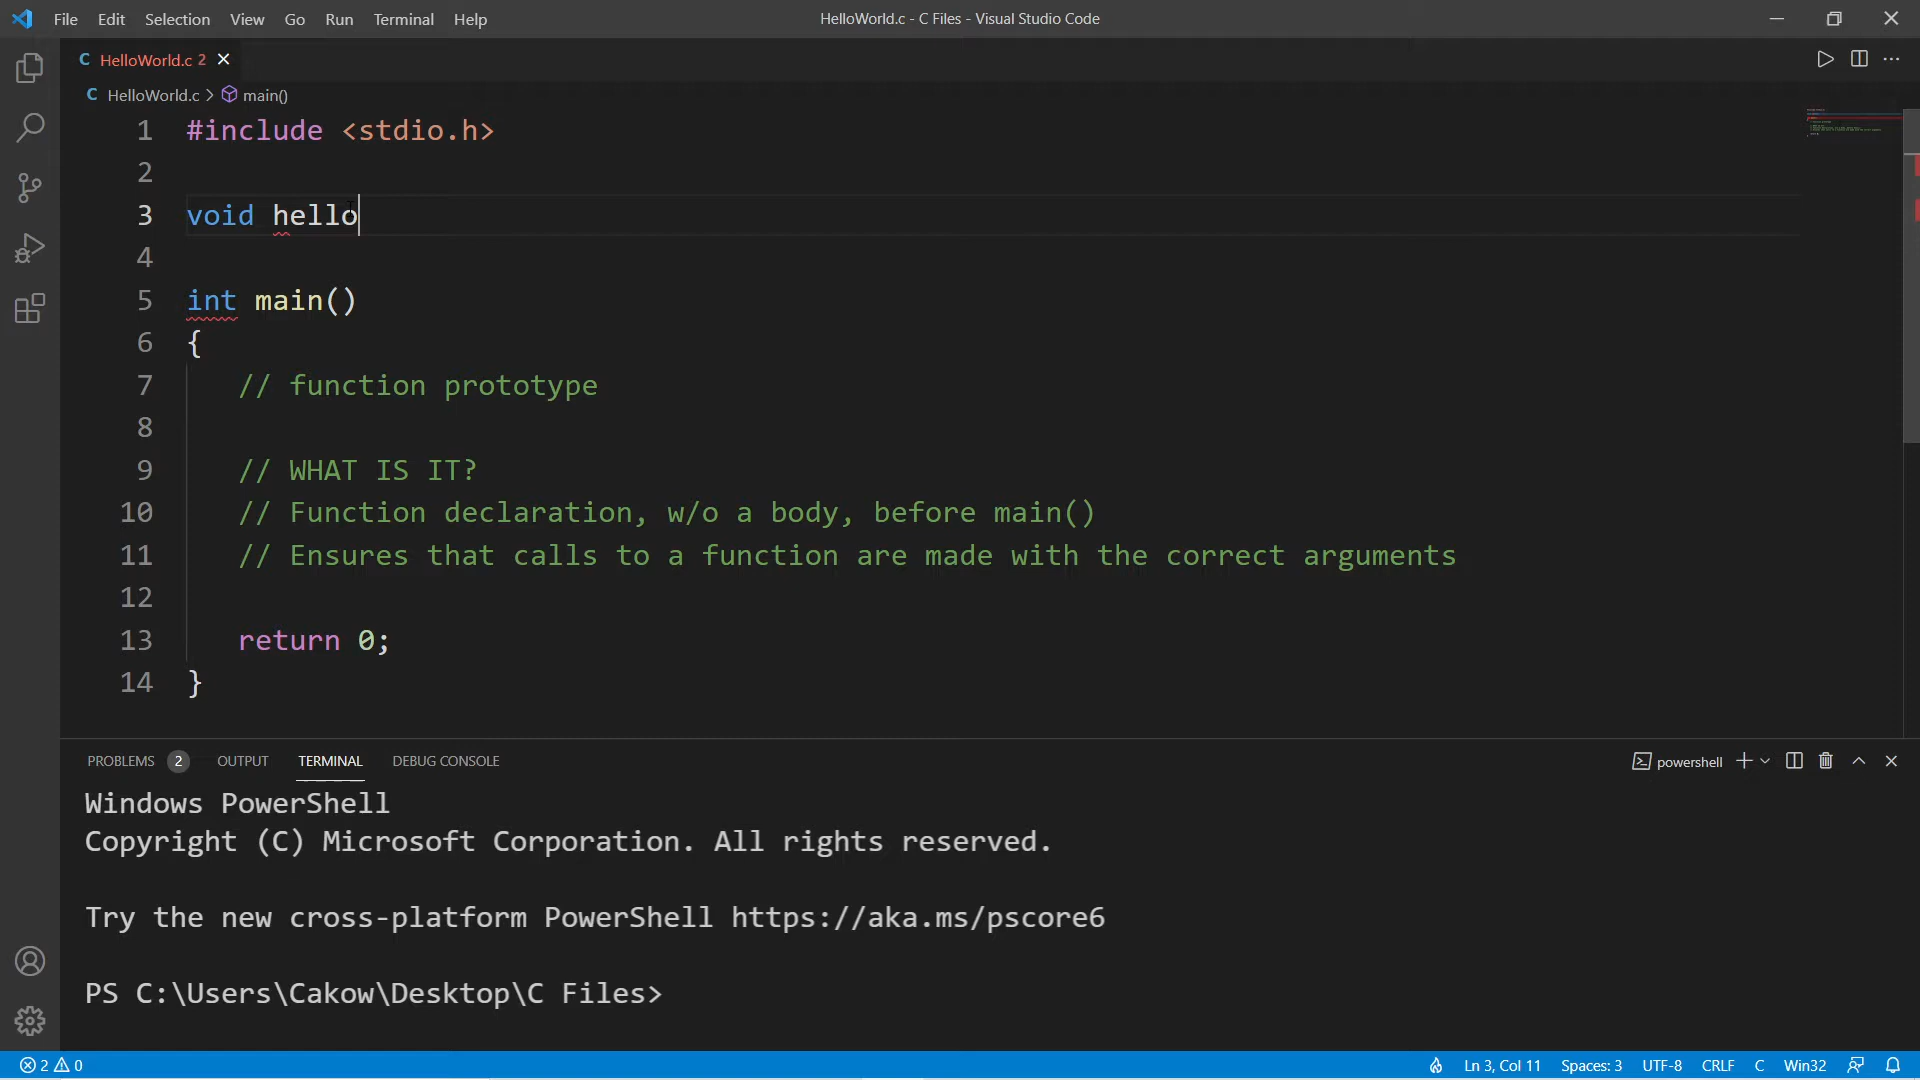 File Edit Selection View Go Run Terminal Help HelloWorld.c - C Files - Visual Studio Code
C HelloWorld.c 2
C HelloWorld.c > main()
1 #include <stdio.h>
2
3 void hello
4
5 int main()
6 {
7 // function prototype
8
9 // WHAT IS IT?
10 // Function declaration, w/o a body, before main()
11 // Ensures that calls to a function are made with the correct arguments
12
13 return 0;
14 }
PROBLEMS 2 OUTPUT TERMINAL DEBUG CONSOLE powershell
Windows PowerShell
Copyright (C) Microsoft Corporation. All rights reserved.
Try the new cross-platform PowerShell https://aka.ms/pscore6
PS C:\Users\Cakow\Desktop\C Files>
2 0 Ln 3, Col 11 Spaces: 3 UTF-8 CRLF C Win32